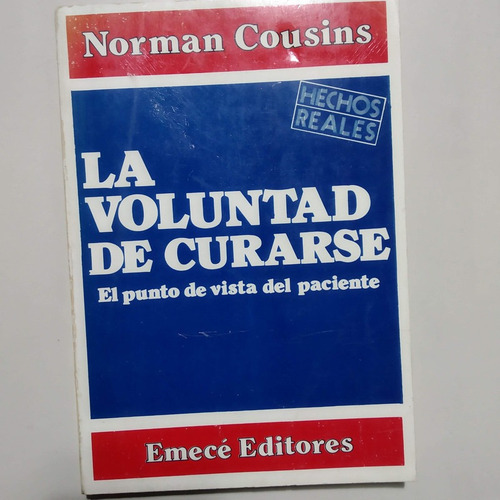 Norman Cousins
HECHOS
REALES
LA
VOLUNTAD
DE CURARSE
El punto de vista del paciente
Emecé Editores